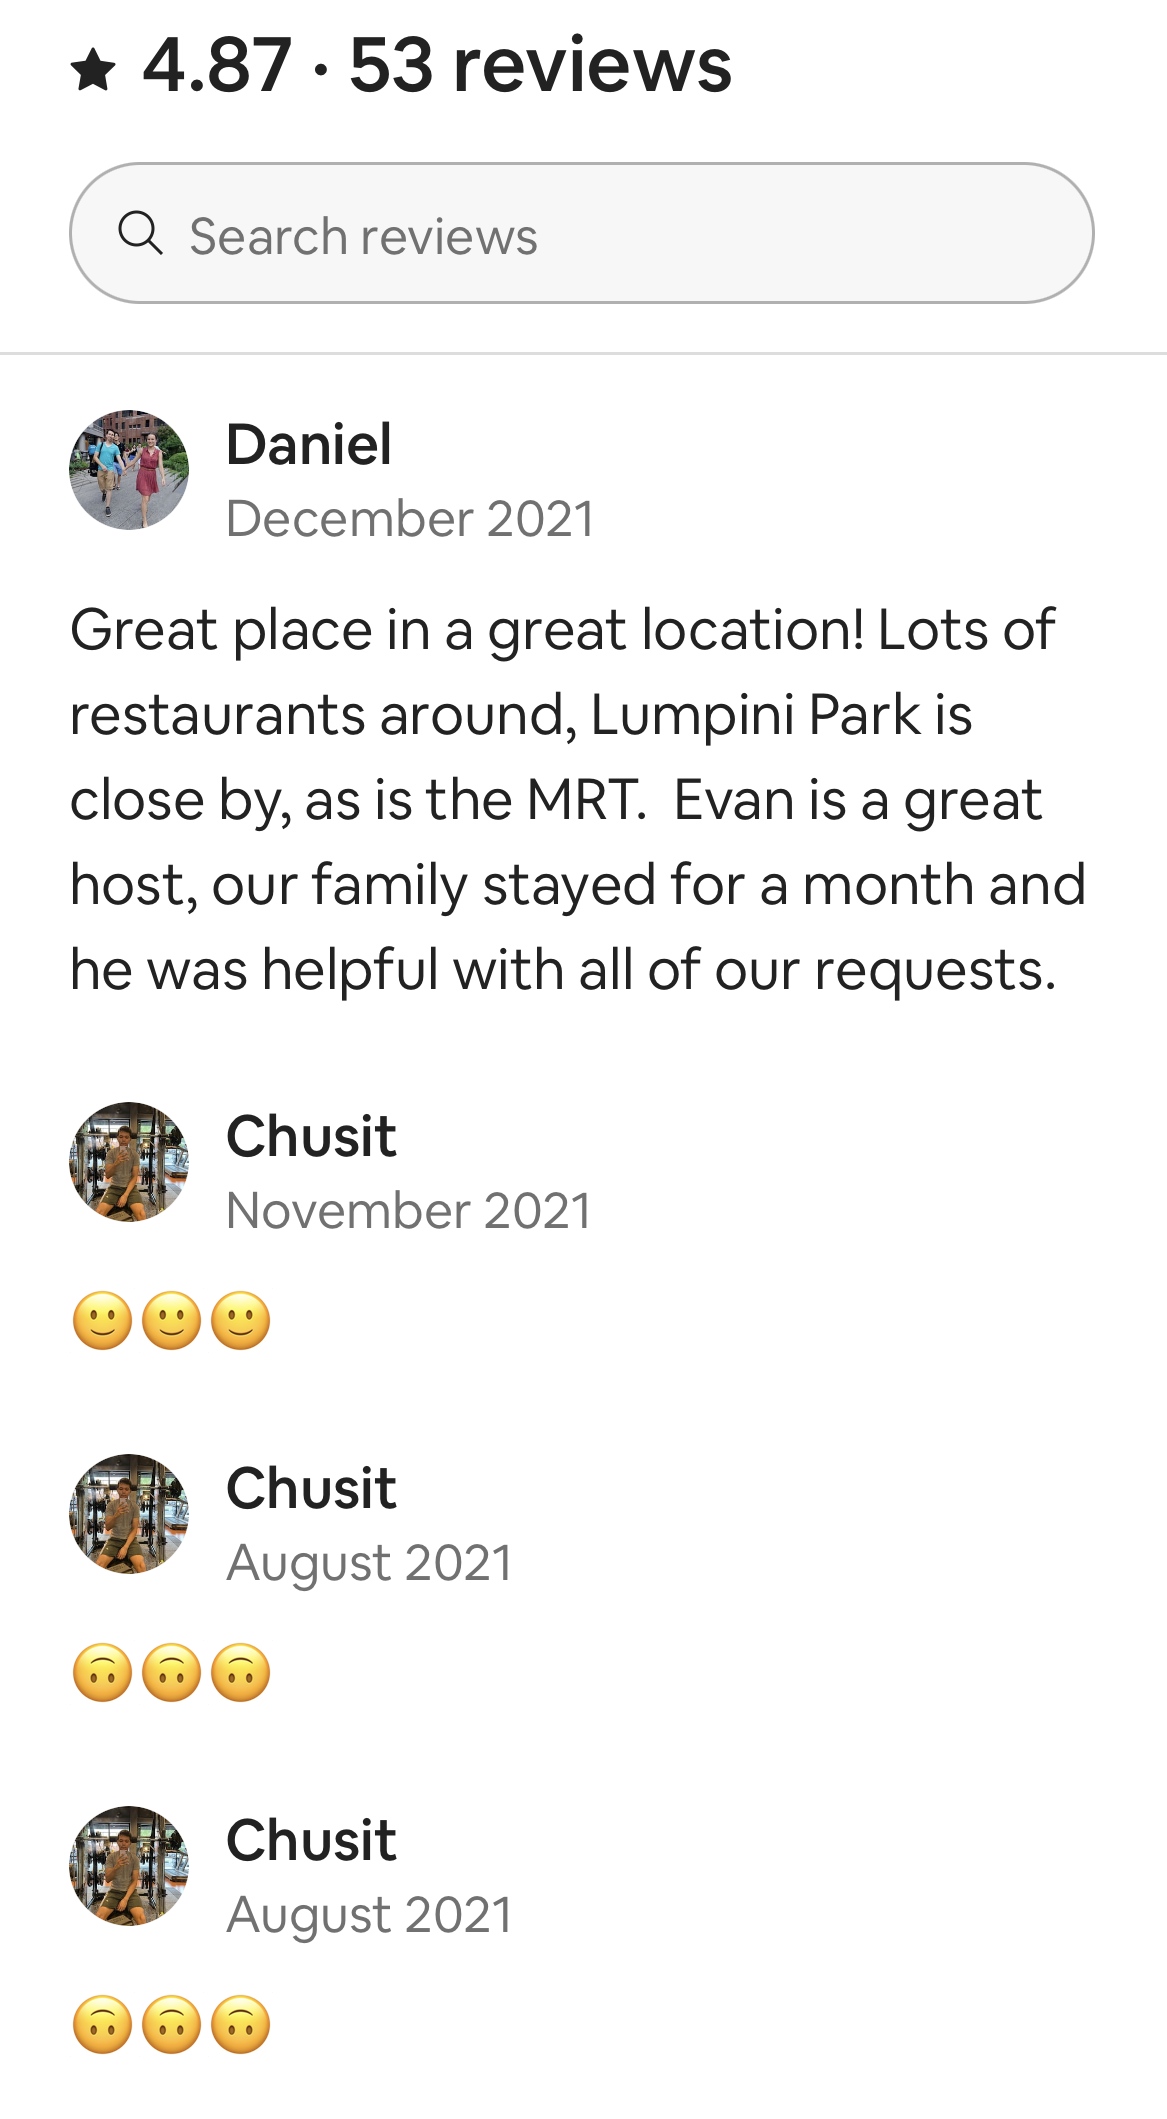 ★ 4.87 · 53 reviews
Search reviews
Daniel
December 2021
Great place in a great location! Lots of
restaurants around, Lumpini Park is
close by, as is the MRT.  Evan is a great
host, our family stayed for a month and
he was helpful with all of our requests.
Chusit
November 2021
🙂🙂🙂
Chusit
August 2021
🙃🙃🙃
Chusit
August 2021
🙃🙃🙃